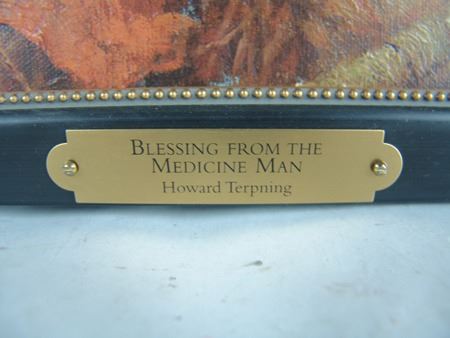 Blessing from the
Medicine Man
Howard Terpning